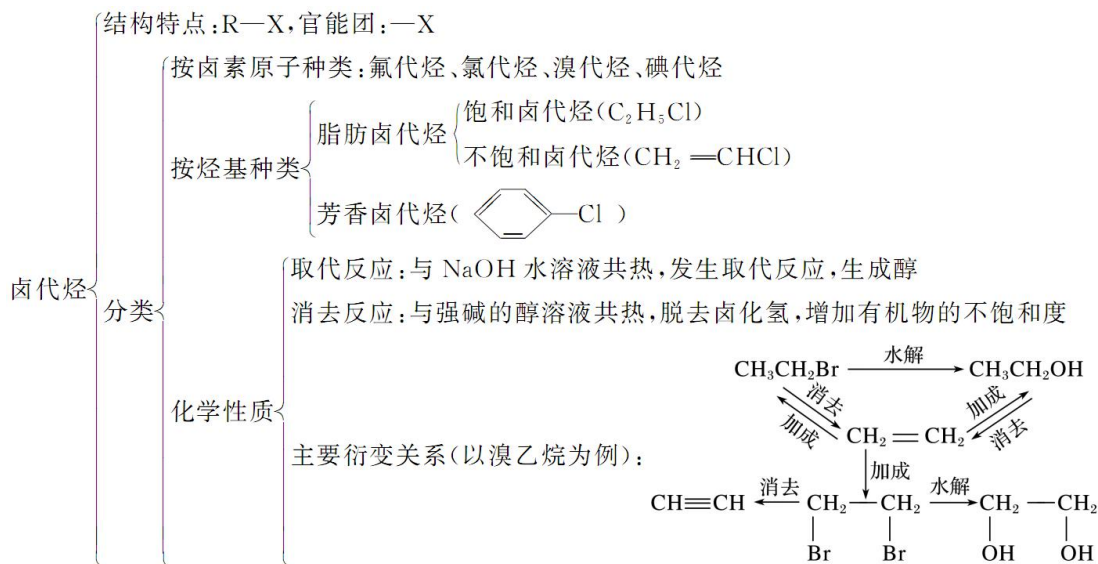 结构特点:R—X,官能团:—X
按卤素原子种类:氟代烃、氯代烃、溴代烃、碘代烃
脂肪卤代烃
饱和卤代烃(C₂H₅Cl)
不饱和卤代烃(CH₂═CHCl)
按烃基种类
芳香卤代烃( —Cl )
卤代烃
分类
取代反应:与 NaOH 水溶液共热,发生取代反应,生成醇
消去反应:与强碱的醇溶液共热,脱去卤化氢,增加有机物的不饱和度
化学性质
主要衍变关系(以溴乙烷为例):
CH₃CH₂Br 水解 CH₃CH₂OH
消去 加成 加成 消去
CH₂═CH₂
加成
CH≡CH 消去 CH₂—CH₂ 水解 CH₂—CH₂
Br Br OH OH